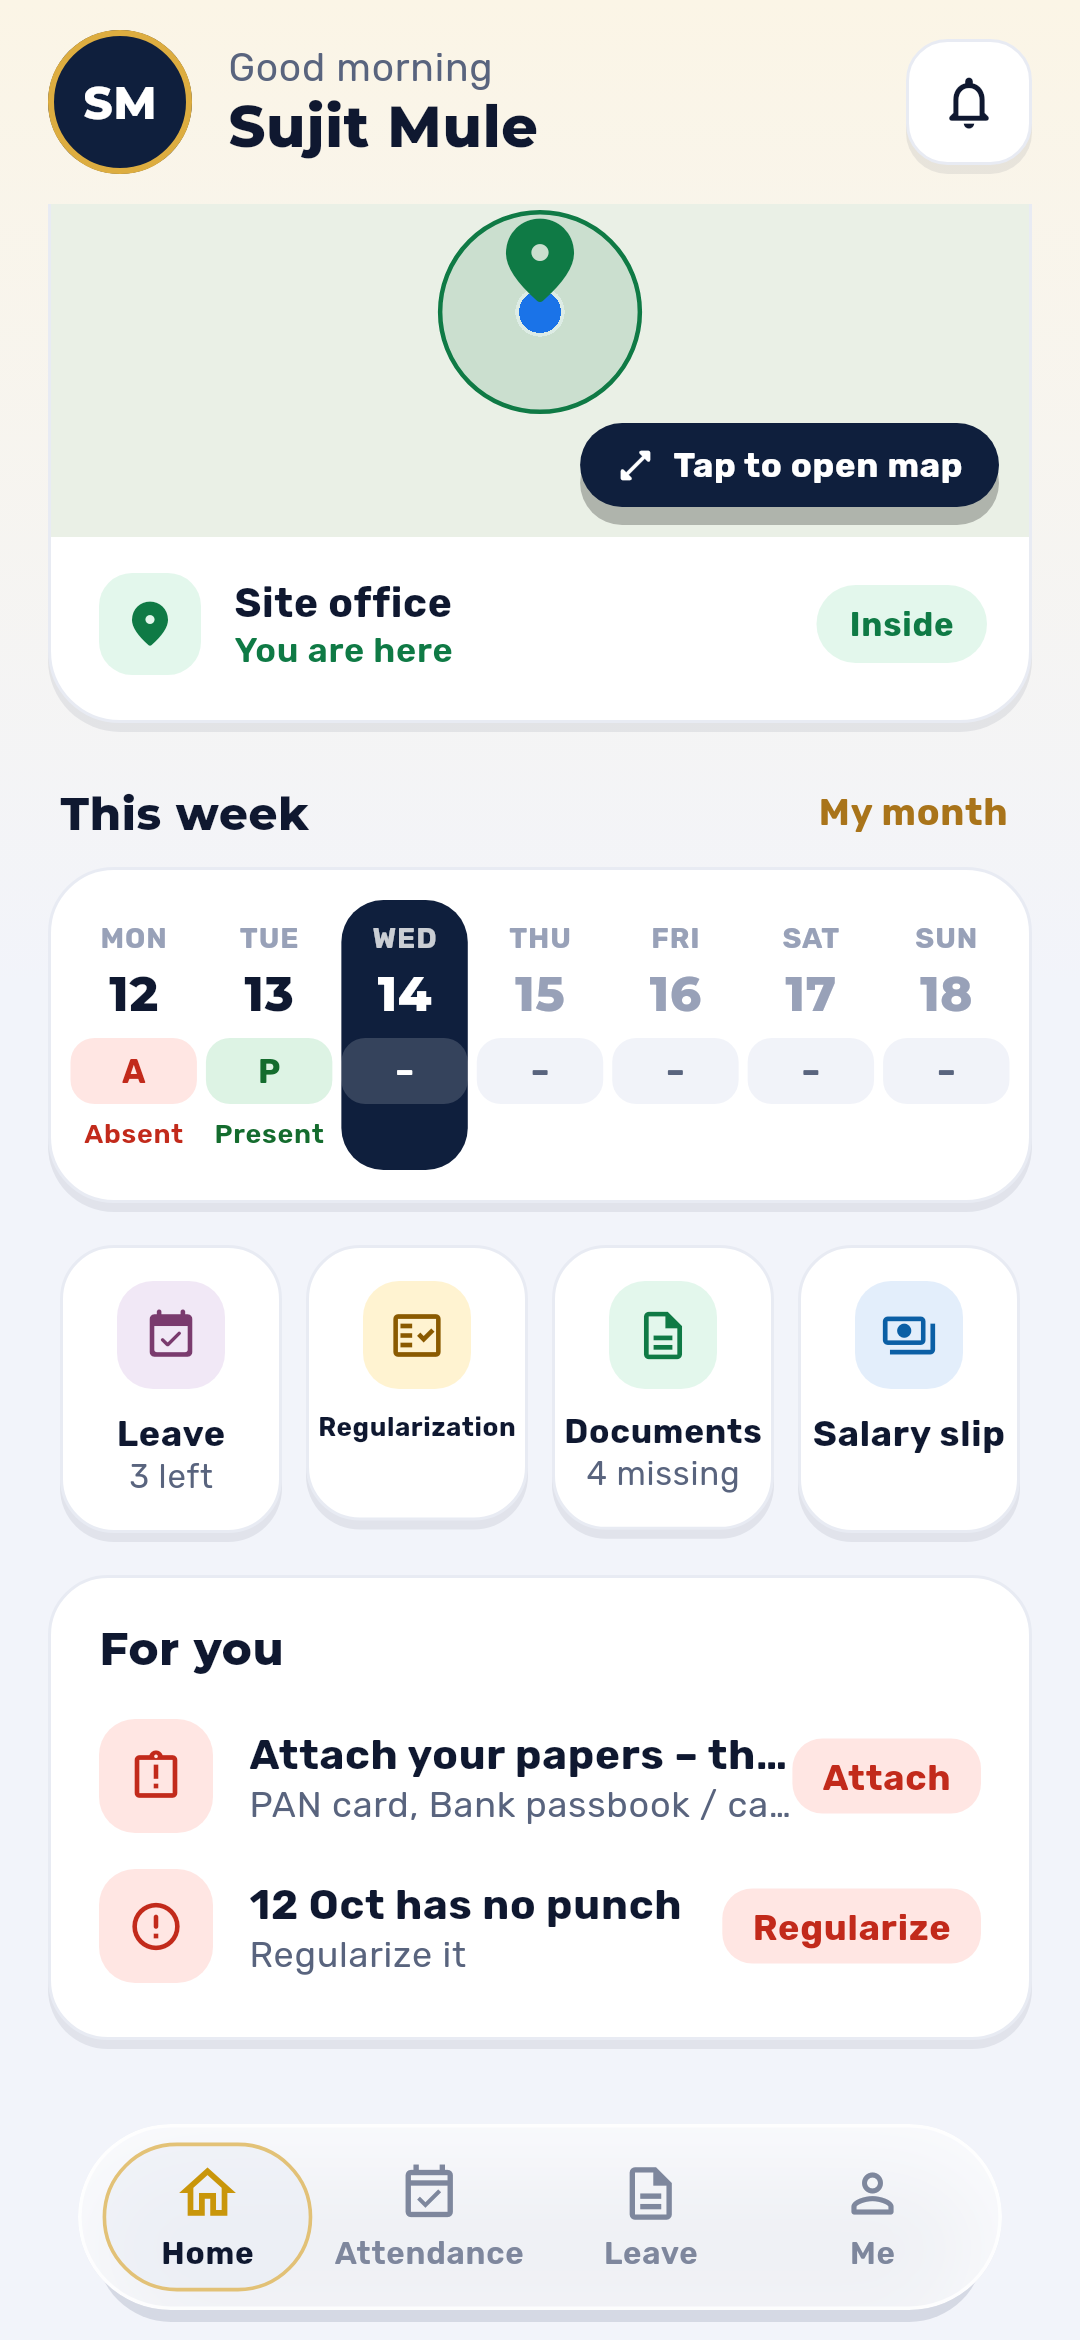 SM
Good morning
Sujit Mule
Tap to open map
Site office
You are here
Inside
This week
My month
MON TUE WED THU FRI SAT SUN
12 13 14 15 16 17 18
A P - - - - -
Absent Present
Leave
3 left
Regularization
Documents
4 missing
Salary slip
For you
Attach your papers – th...
PAN card, Bank passbook / ca...
Attach
12 Oct has no punch
Regularize it
Regularize
Home Attendance Leave Me